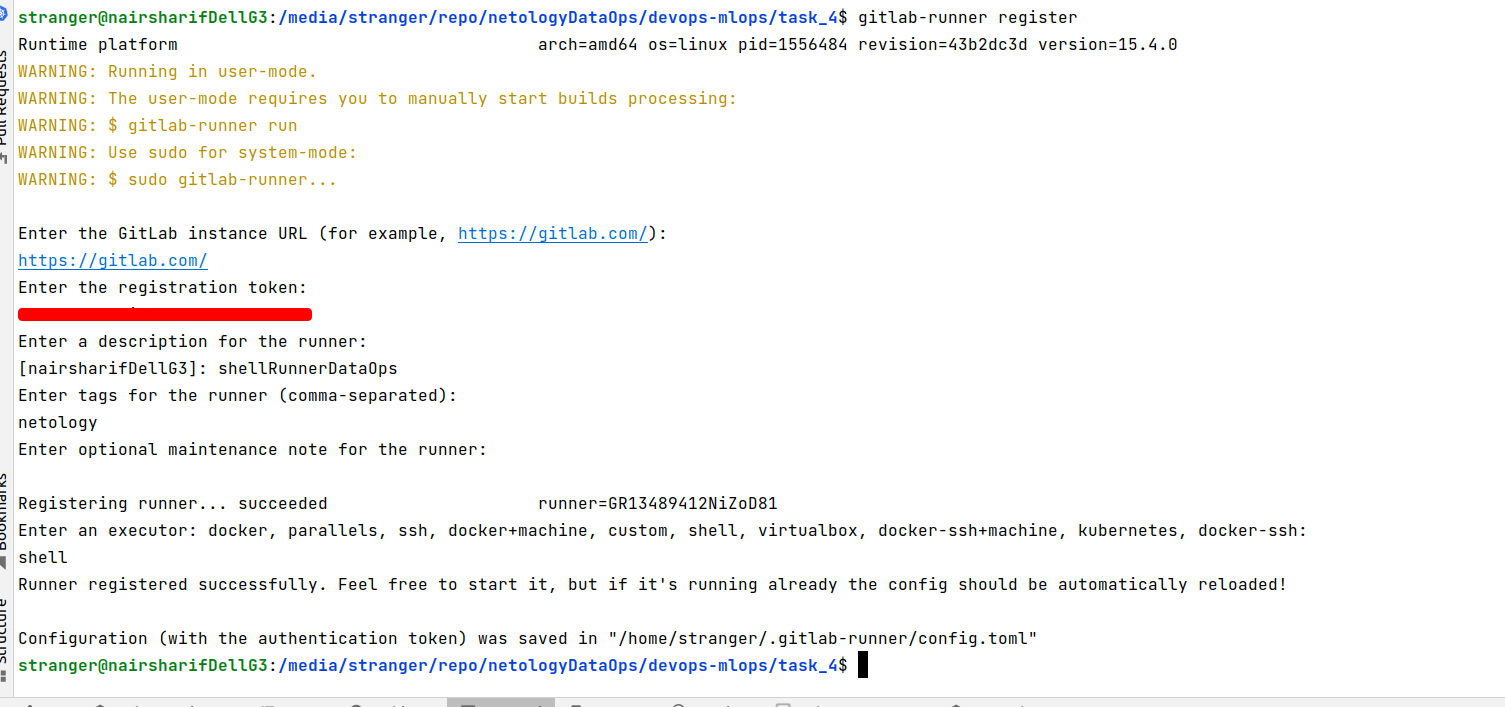 stranger@nairsharifDellG3:/media/stranger/repo/netologyDataOps/devops-mlops/task_4$ gitlab-runner register
Runtime platform                                    arch=amd64 os=linux pid=1556484 revision=43b2dc3d version=15.4.0
WARNING: Running in user-mode.
WARNING: The user-mode requires you to manually start builds processing:
WARNING: $ gitlab-runner run
WARNING: Use sudo for system-mode:
WARNING: $ sudo gitlab-runner...
Enter the GitLab instance URL (for example, https://gitlab.com/):
https://gitlab.com/
Enter the registration token:
Enter a description for the runner:
[nairsharifDellG3]: shellRunnerDataOps
Enter tags for the runner (comma-separated):
netology
Enter optional maintenance note for the runner:
Registering runner... succeeded                     runner=GR13489412NiZoD81
Enter an executor: docker, parallels, ssh, docker+machine, custom, shell, virtualbox, docker-ssh+machine, kubernetes, docker-ssh:
shell
Runner registered successfully. Feel free to start it, but if it's running already the config should be automatically reloaded!
Configuration (with the authentication token) was saved in "/home/stranger/.gitlab-runner/config.toml"
stranger@nairsharifDellG3:/media/stranger/repo/netologyDataOps/devops-mlops/task_4$
Pull Requests
Bookmarks
Structure